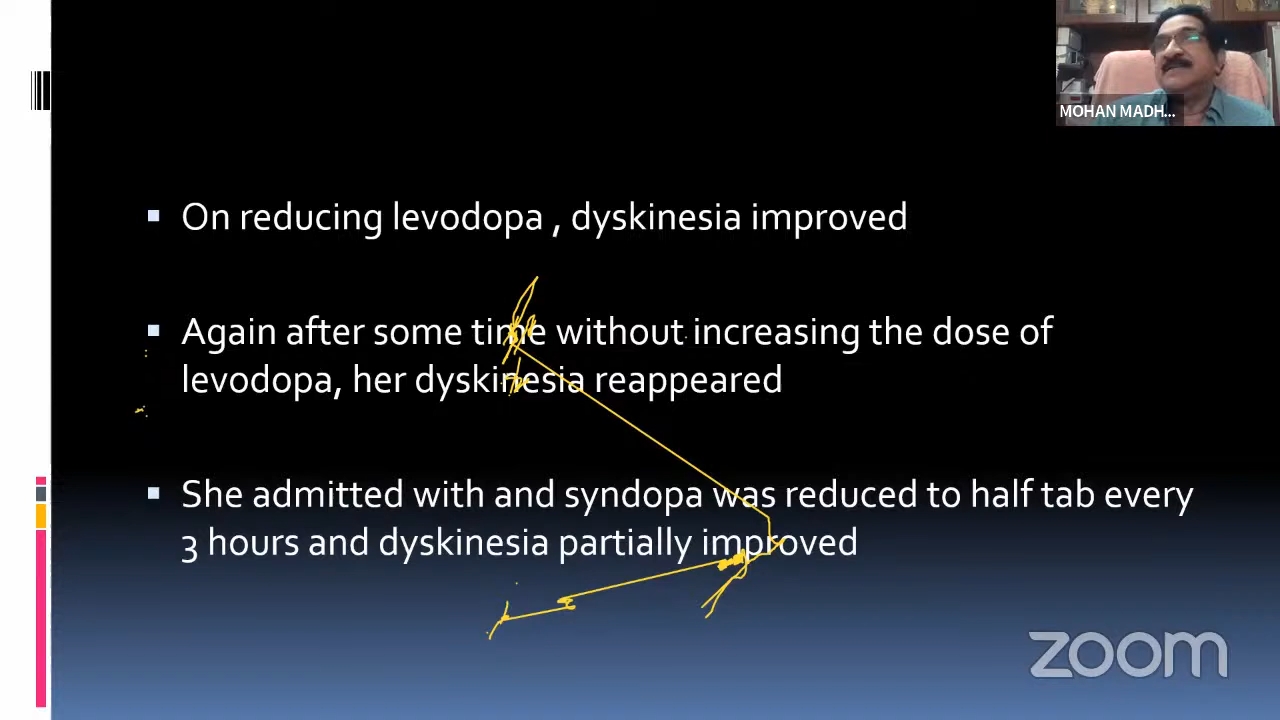 MOHAN MADH...
On reducing levodopa , dyskinesia improved
Again after some time without increasing the dose of
levodopa, her dyskinesia reappeared
She admitted with and syndopa was reduced to half tab every
3 hours and dyskinesia partially improved
zoom